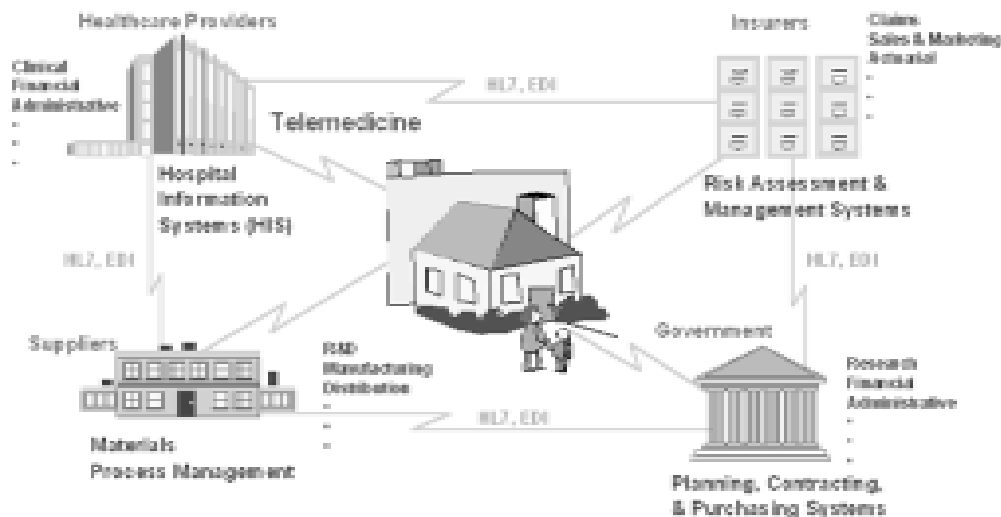 Healthcare Providers
Insurers
Claims
Sales & Marketing
Actuarial
-
-
-
Clinical
Financial
Administrative
-
-
-
HL7, EDI
Telemedicine
Hospital
Information
Systems (HIS)
Risk Assessment &
Management Systems
HL7, EDI
HL7, EDI
Suppliers
Government
R&D
Manufacturing
Distribution
-
-
-
Research
Financial
Administrative
-
-
-
HL7, EDI
Materials
Process Management
Planning, Contracting,
& Purchasing Systems